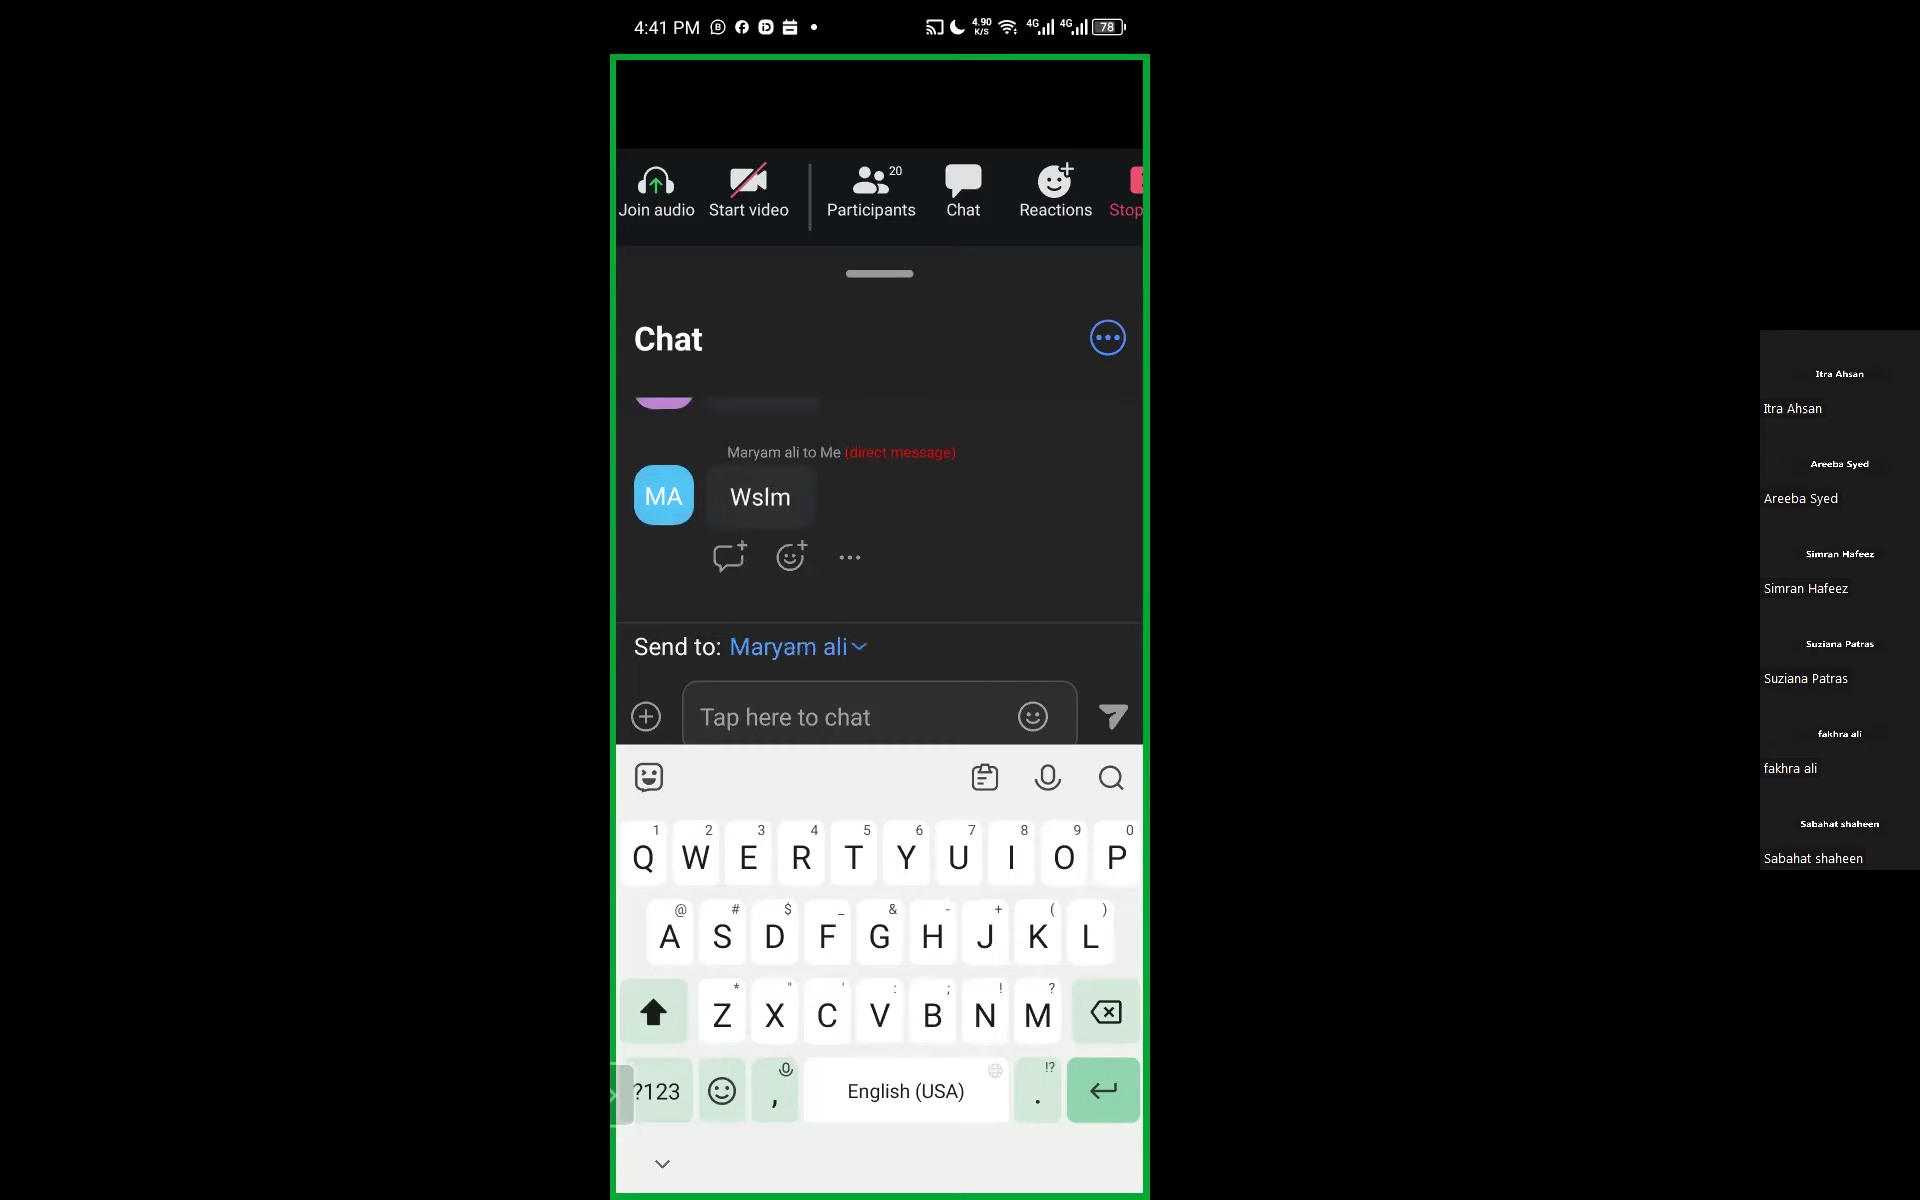 4:41 PM
4.90
K/S
4G
4G
78
20
Join audio
Start video
Participants
Chat
Reactions
Stop
Chat
Maryam ali to Me (direct message)
MA
Wslm
Send to: Maryam ali
Tap here to chat
1 2 3 4 5 6 7 8 9 0
Q W E R T Y U I O P
@ # $ _ & - + ( )
A S D F G H J K L
* " ' : ; ! ?
Z X C V B N M
!?
?123 , English (USA) .
Itra Ahsan
Itra Ahsan
Areeba Syed
Areeba Syed
Simran Hafeez
Simran Hafeez
Suziana Patras
Suziana Patras
fakhra ali
fakhra ali
Sabahat shaheen
Sabahat shaheen